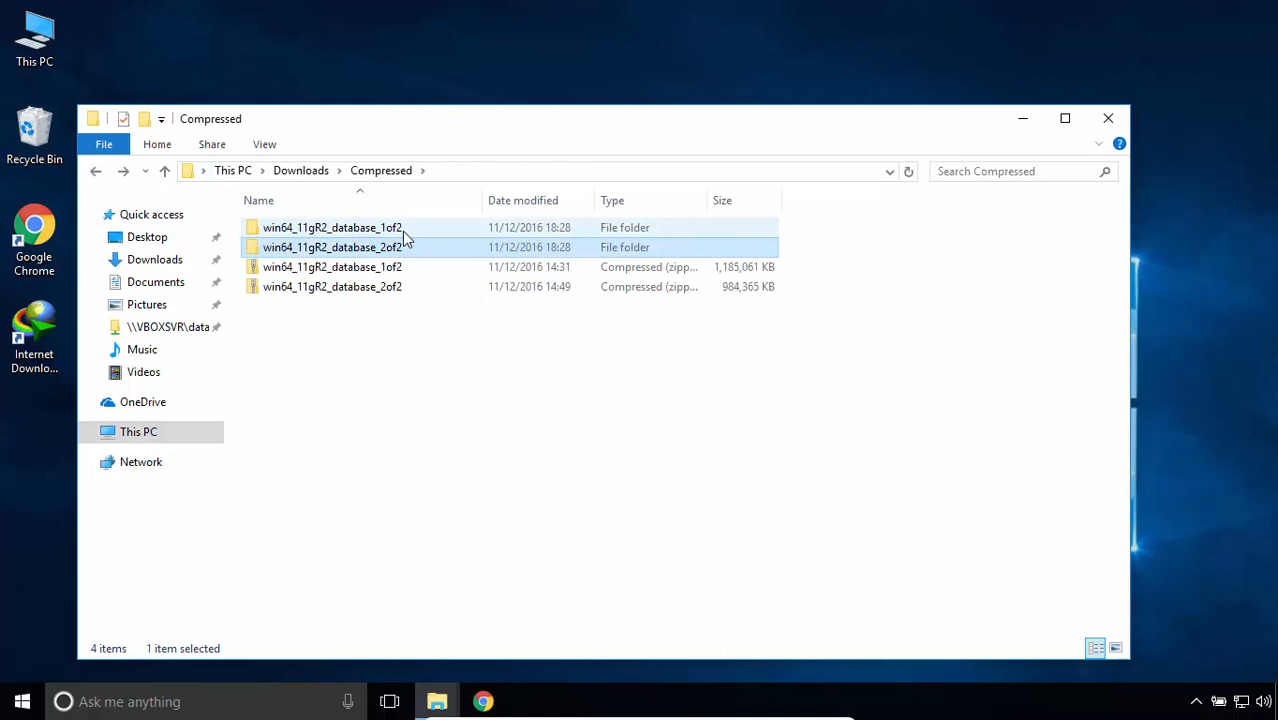 This PC
Recycle Bin
Google
Chrome
Internet
Downlo...
Compressed
File Home Share View
This PC Downloads Compressed
Search Compressed
Name Date modified Type Size
Quick access
Desktop
Downloads
Documents
Pictures
\\VBOXSVR\data
Music
Videos
OneDrive
This PC
Network
win64_11gR2_database_1of2 11/12/2016 18:28 File folder
win64_11gR2_database_2of2 11/12/2016 18:28 File folder
win64_11gR2_database_1of2 11/12/2016 14:31 Compressed (zipp... 1,185,061 KB
win64_11gR2_database_2of2 11/12/2016 14:49 Compressed (zipp... 984,365 KB
4 items 1 item selected
Ask me anything